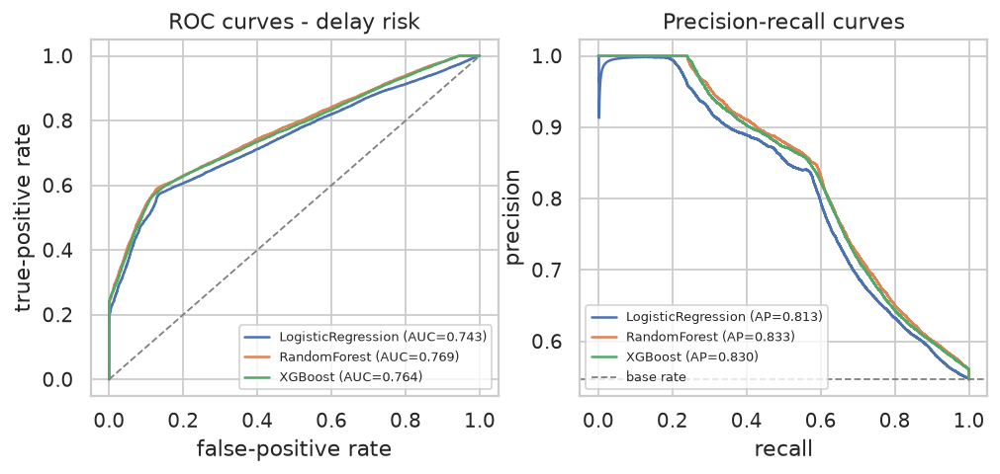 ROC curves - delay risk
1.0
0.8
0.6
0.4
0.2
0.0
true-positive rate
LogisticRegression (AUC=0.743)
RandomForest (AUC=0.769)
XGBoost (AUC=0.764)
0.0 0.2 0.4 0.6 0.8 1.0
false-positive rate
Precision-recall curves
1.0
0.9
0.8
0.7
0.6
precision
LogisticRegression (AP=0.813)
RandomForest (AP=0.833)
XGBoost (AP=0.830)
base rate
0.0 0.2 0.4 0.6 0.8 1.0
recall